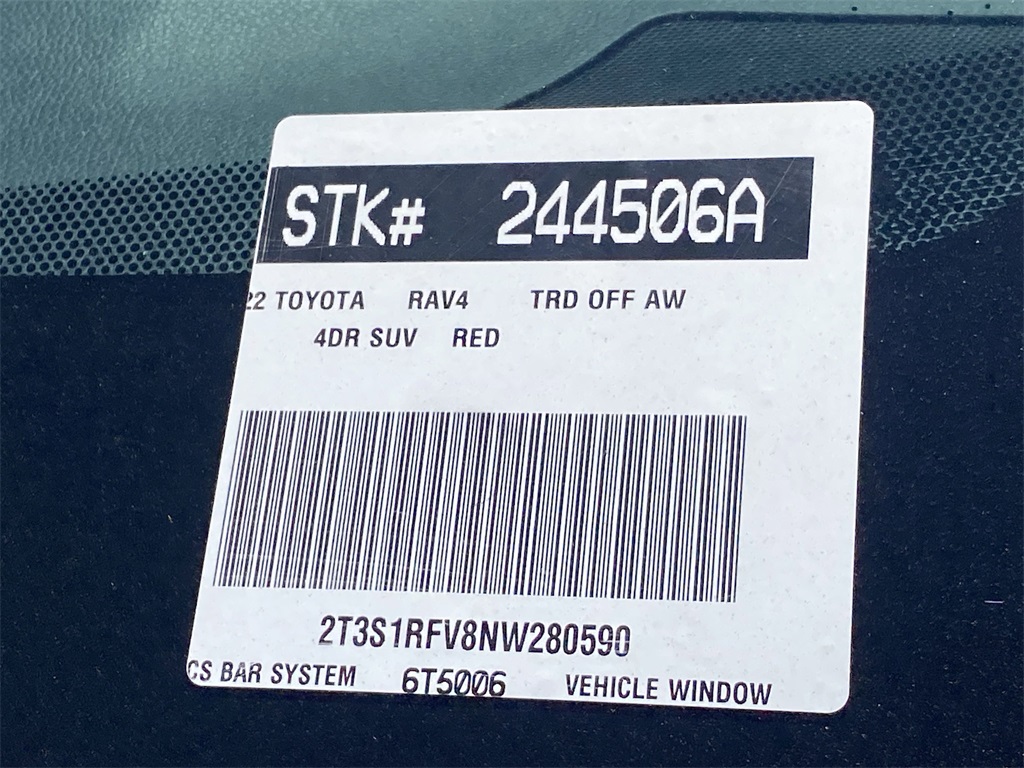 STK# 244506A
22 TOYOTA RAV4 TRD OFF AW
4DR SUV RED
2T3S1RFV8NW280590
CS BAR SYSTEM 6T5006 VEHICLE WINDOW